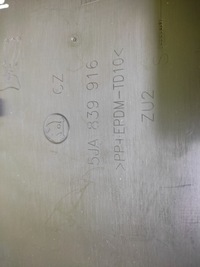 CZ
5JA 839 916
>PP+EPDM-TD10<
ZU2